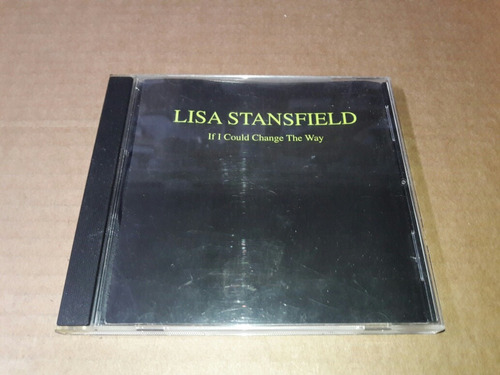 LISA STANSFIELD
If I Could Change The Way